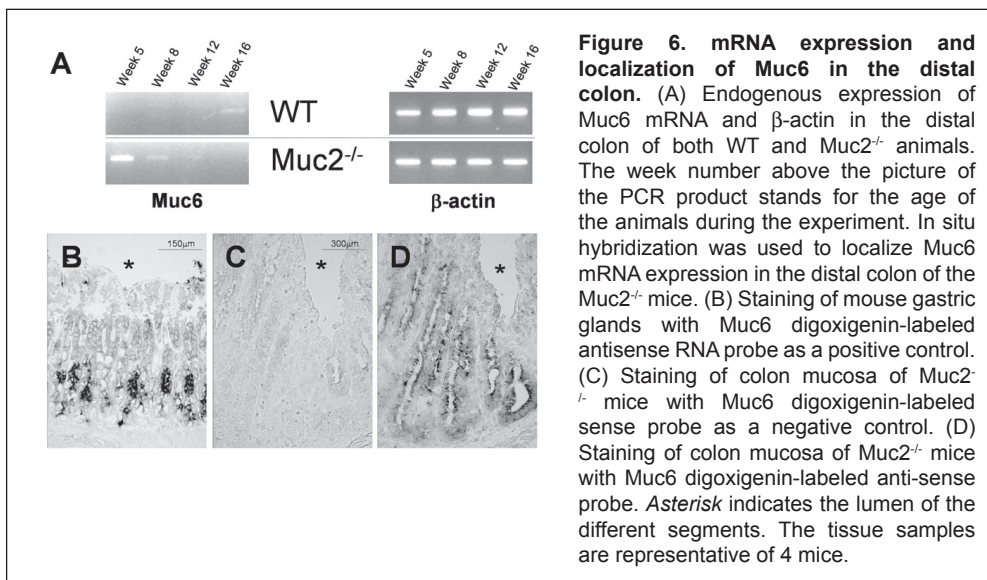 A
Week 5
Week 8
Week 12
Week 16
WT
Muc2-/-
Muc6
Week 5
Week 8
Week 12
Week 16
β-actin
B
150µm
*
C
300µm
*
D
*
Figure 6. mRNA expression and
localization of Muc6 in the distal
colon. (A) Endogenous expression of
Muc6 mRNA and β-actin in the distal
colon of both WT and Muc2-/- animals.
The week number above the picture of
the PCR product stands for the age of
the animals during the experiment. In situ
hybridization was used to localize Muc6
mRNA expression in the distal colon of the
Muc2-/- mice. (B) Staining of mouse gastric
glands with Muc6 digoxigenin-labeled
antisense RNA probe as a positive control.
(C) Staining of colon mucosa of Muc2-
/- mice with Muc6 digoxigenin-labeled
sense probe as a negative control. (D)
Staining of colon mucosa of Muc2-/- mice
with Muc6 digoxigenin-labeled anti-sense
probe. Asterisk indicates the lumen of the
different segments. The tissue samples
are representative of 4 mice.